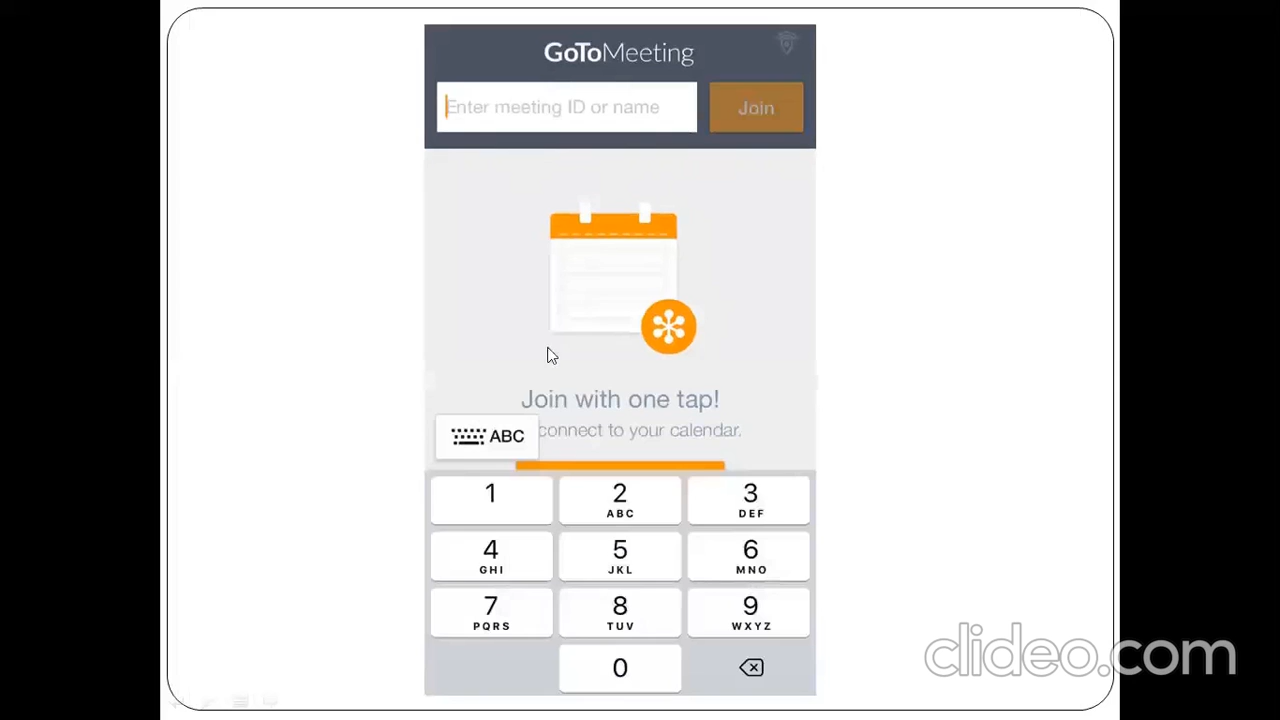 GoToMeeting
Enter meeting ID or name
Join
Join with one tap!
connect to your calendar.
ABC
1
2
ABC
3
DEF
4
GHI
5
JKL
6
MNO
7
PQRS
8
TUV
9
WXYZ
0
clideo.com